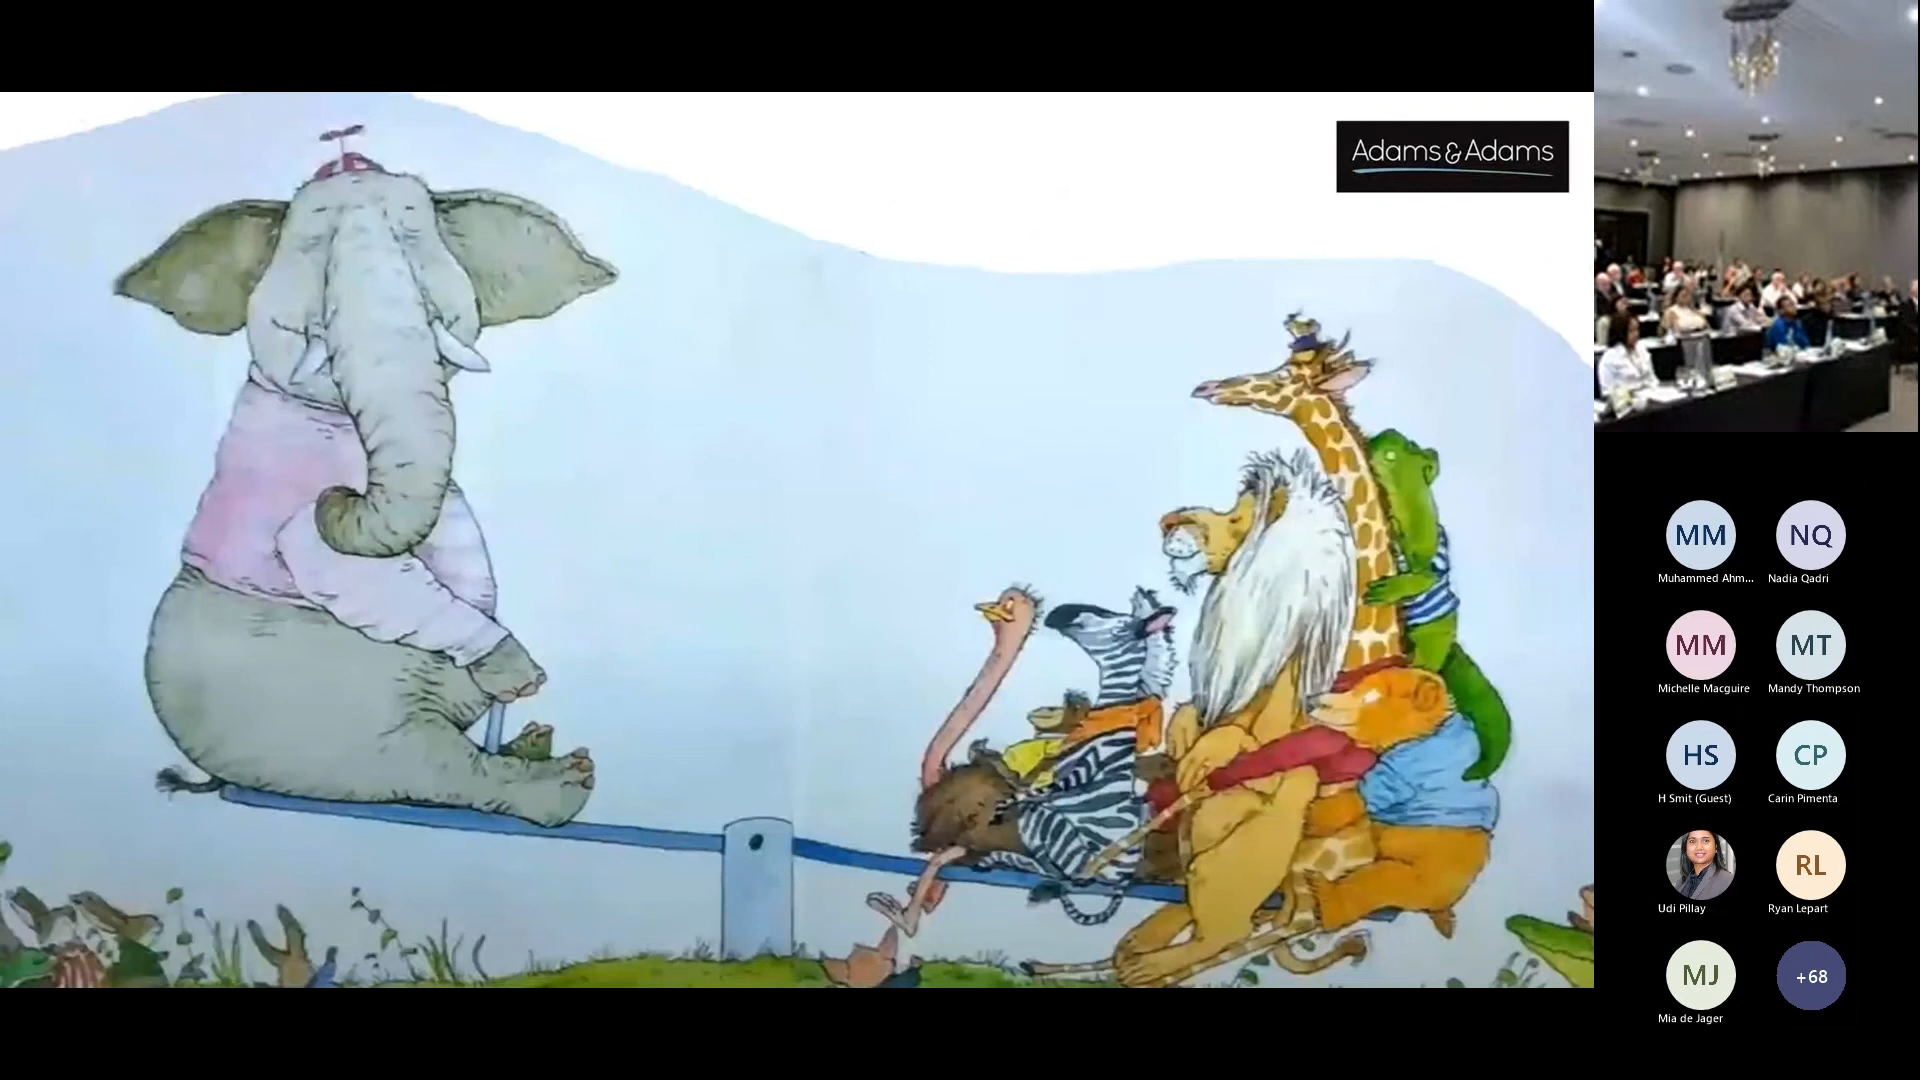 Adams & Adams
MM
NQ
Muhammed Ahm...
Nadia Qadri
MM
MT
Michelle Macguire
Mandy Thompson
HS
CP
H Smit (Guest)
Carin Pimenta
RL
Udi Pillay
Ryan Lepart
MJ
+68
Mia de Jager